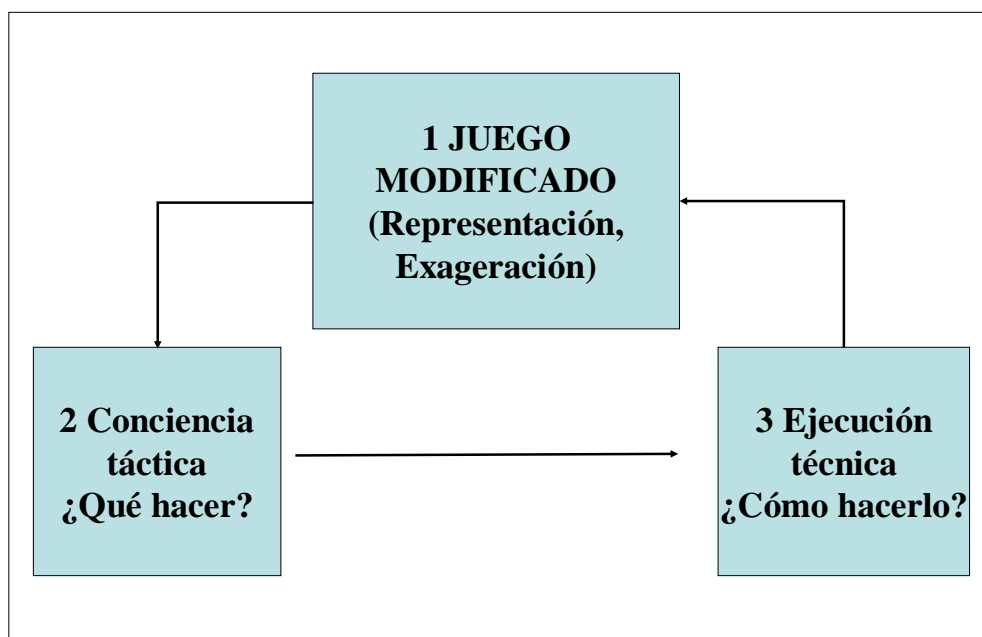 1 JUEGO
MODIFICADO
(Representación,
Exageración)
2 Conciencia
táctica
¿Qué hacer?
3 Ejecución
técnica
¿Cómo hacerlo?